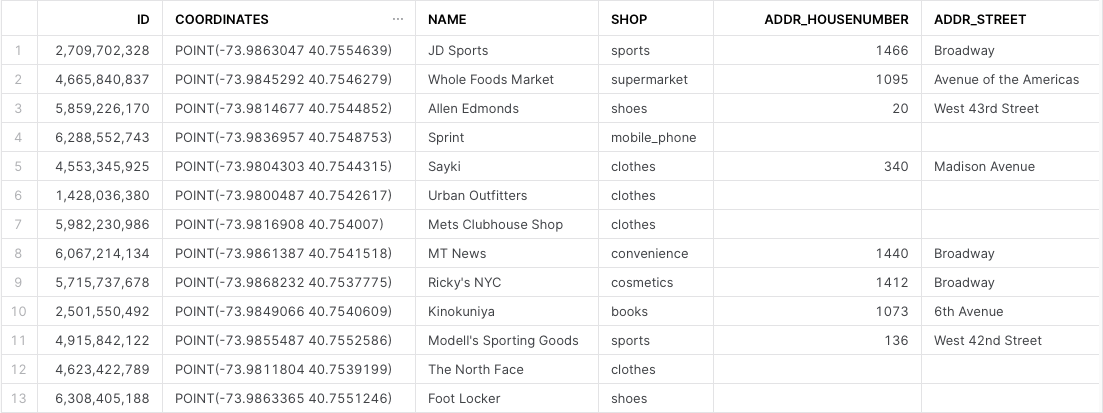 ID COORDINATES ... NAME SHOP ADDR_HOUSENUMBER ADDR_STREET
1 2,709,702,328 POINT(-73.9863047 40.7554639) JD Sports sports 1466 Broadway
2 4,665,840,837 POINT(-73.9845292 40.7546279) Whole Foods Market supermarket 1095 Avenue of the Americas
3 5,859,226,170 POINT(-73.9814677 40.7544852) Allen Edmonds shoes 20 West 43rd Street
4 6,288,552,743 POINT(-73.9836957 40.7548753) Sprint mobile_phone
5 4,553,345,925 POINT(-73.9804303 40.7544315) Sayki clothes 340 Madison Avenue
6 1,428,036,380 POINT(-73.9800487 40.7542617) Urban Outfitters clothes
7 5,982,230,986 POINT(-73.9816908 40.754007) Mets Clubhouse Shop clothes
8 6,067,214,134 POINT(-73.9861387 40.7541518) MT News convenience 1440 Broadway
9 5,715,737,678 POINT(-73.9868232 40.7537775) Ricky's NYC cosmetics 1412 Broadway
10 2,501,550,492 POINT(-73.9849066 40.7540609) Kinokuniya books 1073 6th Avenue
11 4,915,842,122 POINT(-73.9855487 40.7552586) Modell's Sporting Goods sports 136 West 42nd Street
12 4,623,422,789 POINT(-73.9811804 40.7539199) The North Face clothes
13 6,308,405,188 POINT(-73.9863365 40.7551246) Foot Locker shoes